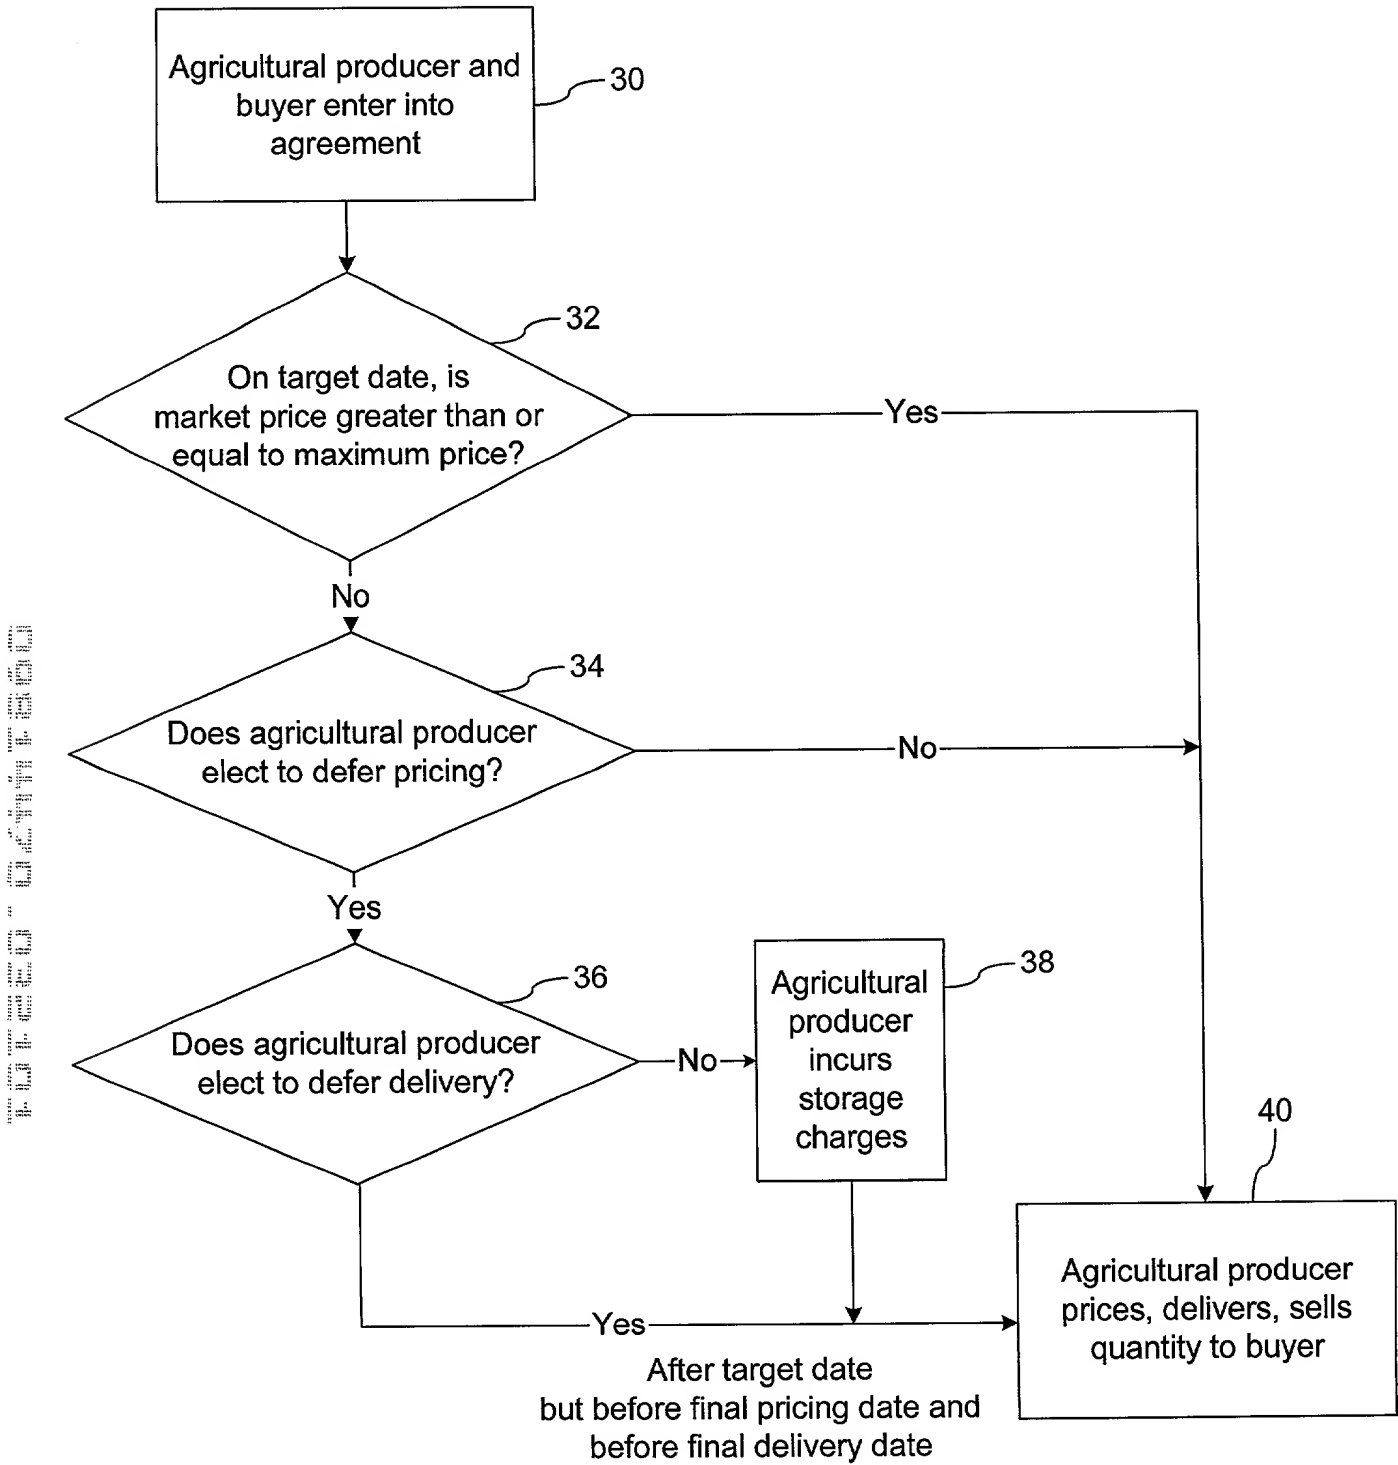 Agricultural producer and
buyer enter into
agreement
30
32
On target date, is
market price greater than or
equal to maximum price?
Yes
No
34
Does agricultural producer
elect to defer pricing?
No
Yes
36
Does agricultural producer
elect to defer delivery?
No
Agricultural
producer
incurs
storage
charges
38
40
Agricultural producer
prices, delivers, sells
quantity to buyer
Yes
After target date
but before final pricing date and
before final delivery date